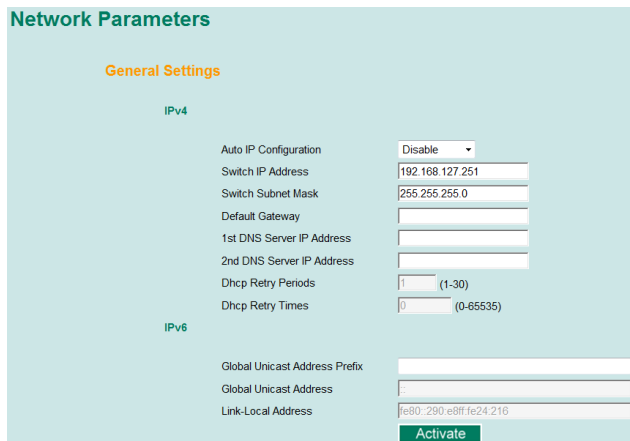 Network Parameters
General Settings
IPv4
Auto IP Configuration Disable
Switch IP Address 192.168.127.251
Switch Subnet Mask 255.255.255.0
Default Gateway
1st DNS Server IP Address
2nd DNS Server IP Address
Dhcp Retry Periods 1 (1-30)
Dhcp Retry Times 0 (0-65535)
IPv6
Global Unicast Address Prefix
Global Unicast Address ::
Link-Local Address fe80::290:e8ff:fe24:216
Activate